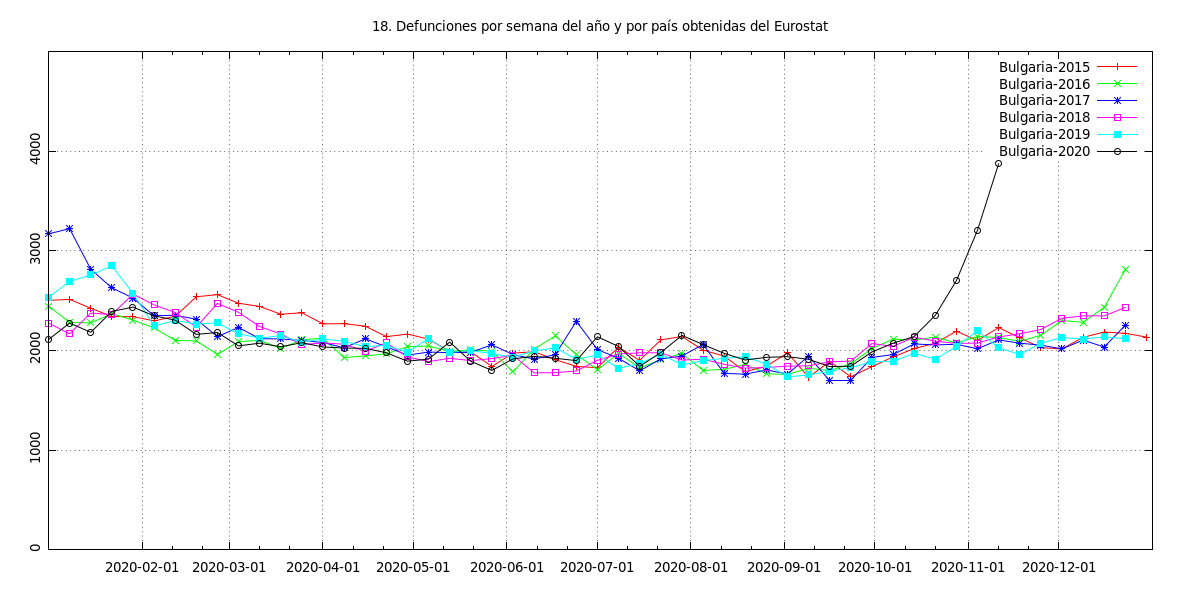 18. Defunciones por semana del año y por país obtenidas del Eurostat
Bulgaria-2015
Bulgaria-2016
Bulgaria-2017
Bulgaria-2018
Bulgaria-2019
Bulgaria-2020
4000
3000
2000
1000
0
2020-02-01 2020-03-01 2020-04-01 2020-05-01 2020-06-01 2020-07-01 2020-08-01 2020-09-01 2020-10-01 2020-11-01 2020-12-01